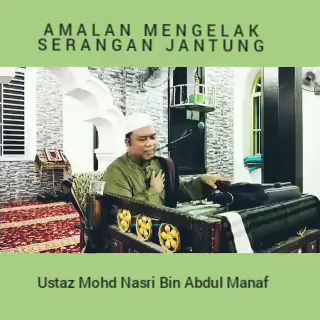 AMALAN MENGELAK
SERANGAN JANTUNG
Ustaz Mohd Nasri Bin Abdul Manaf